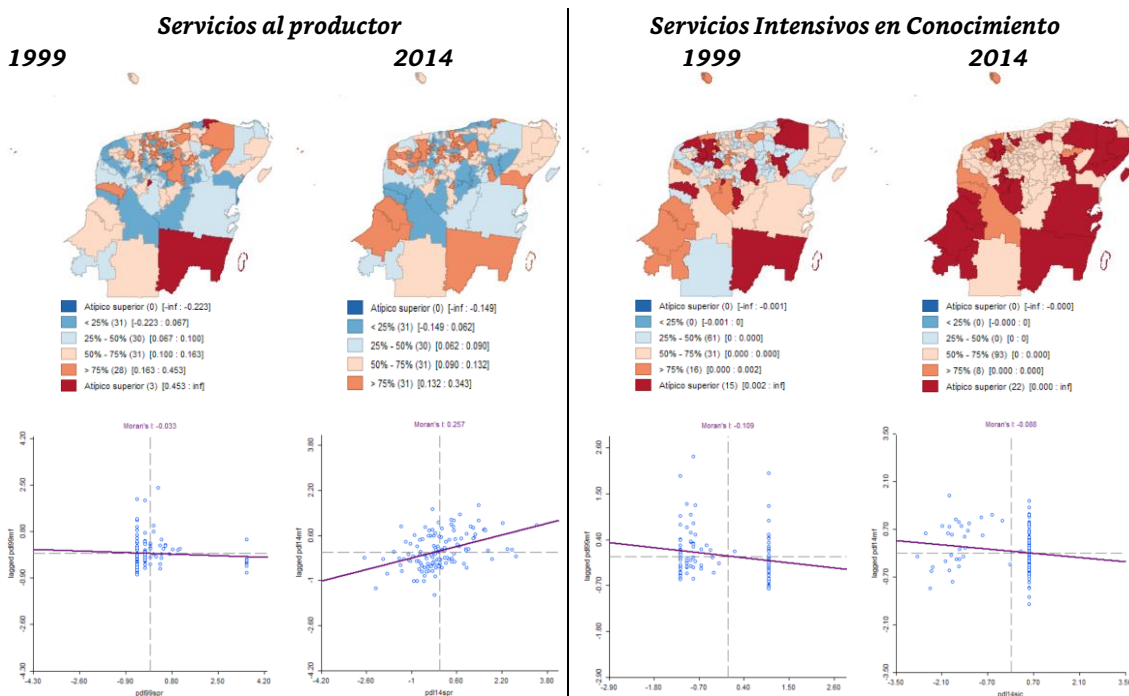 Servicios al productor
Servicios Intensivos en Conocimiento
1999
2014
1999
2014
Atípico superior (0) [-inf : -0.223]
< 25% (31) [-0.223 : 0.067]
25% - 50% (30) [0.067 : 0.100]
50% - 75% (31) [0.100 : 0.163]
> 75% (28) [0.163 : 0.453]
Atípico superior (3) [0.453 : inf]
Atípico superior (0) [-inf : -0.149]
< 25% (31) [-0.149 : 0.062]
25% - 50% (30) [0.062 : 0.090]
50% - 75% (31) [0.090 : 0.132]
> 75% (31) [0.132 : 0.343]
Atípico superior (0) [-inf : -0.001]
< 25% (0) [-0.001 : 0]
25% - 50% (61) [0 : 0.000]
50% - 75% (31) [0.000 : 0.000]
> 75% (16) [0.000 : 0.002]
Atípico superior (15) [0.002 : inf]
Atípico superior (0) [-inf : -0.000]
< 25% (0) [-0.000 : 0]
25% - 50% (0) [0 : 0]
50% - 75% (93) [0 : 0.000]
> 75% (8) [0.000 : 0.000]
Atípico superior (22) [0.000 : inf]
Moran's I: -0.033
4.20
2.50
0.80
-0.90
-2.60
-4.30
-4.30
-2.60
-0.90
0.80
2.50
4.20
pdl99spr
Moran's I: 0.257
3.80
2.20
0.60
-1
-2.60
-4.20
-4.20
-2.60
-1
0.60
2.20
3.80
pdl14spr
Moran's I: -0.109
2.60
1.50
0.40
-0.70
-1.80
-2.90
-2.90
-1.80
-0.70
0.40
1.50
2.60
Moran's I: -0.088
3.50
2.10
0.70
-0.70
-2.10
-3.50
-3.50
-2.10
-0.70
0.70
2.10
3.50